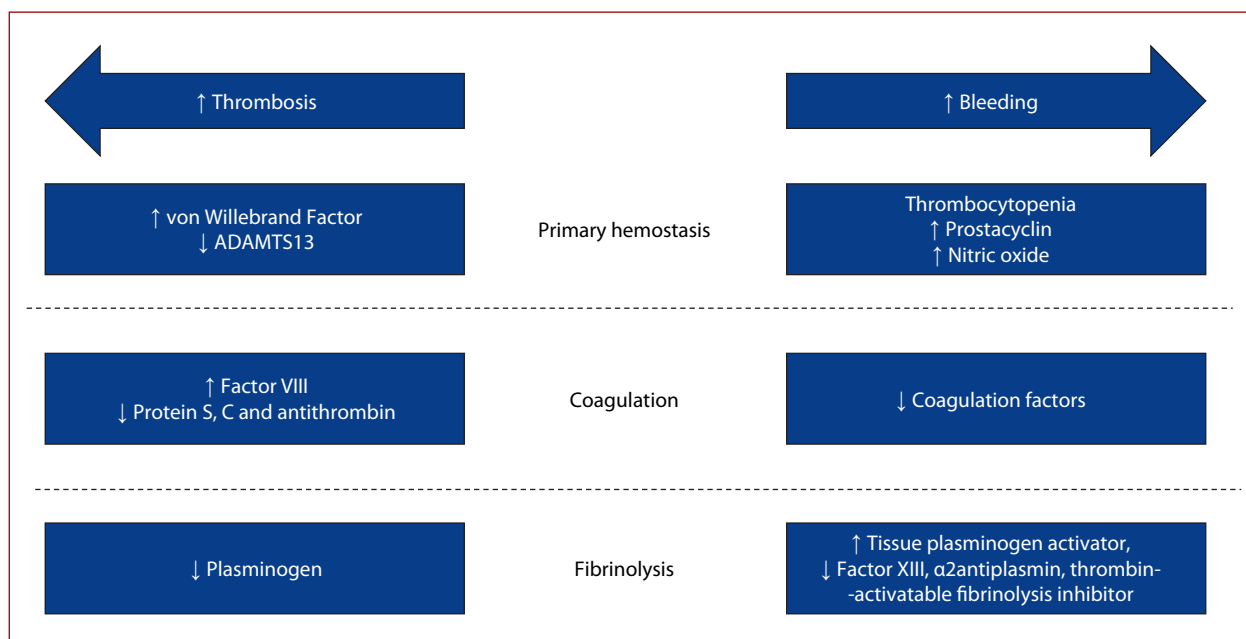 ↑ Thrombosis
↑ Bleeding
↑ von Willebrand Factor
↓ ADAMTS13
Primary hemostasis
Thrombocytopenia
↑ Prostacyclin
↑ Nitric oxide
↑ Factor VIII
↓ Protein S, C and antithrombin
Coagulation
↓ Coagulation factors
↓ Plasminogen
Fibrinolysis
↑ Tissue plasminogen activator,
↓ Factor XIII, α2antiplasmin, thrombin-
-activatable fibrinolysis inhibitor